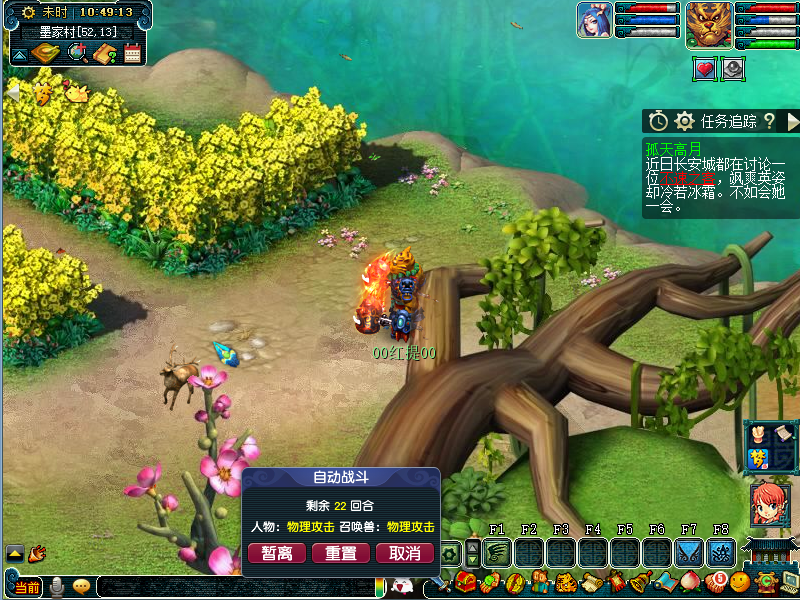 未时 10:49:13
墨家村[52,13]
任务追踪 ?
孤天高月
近日长安城都在讨论一
,飒爽英姿
却冷若冰霜。不如会她
一会。
00红提00
梦
自动战斗
剩余 22 回合
人物: 物理攻击 召唤兽: 物理攻击
暂离 重置 取消
F1 F2 F3 F4 F5 F6 F7 F8
当前
5